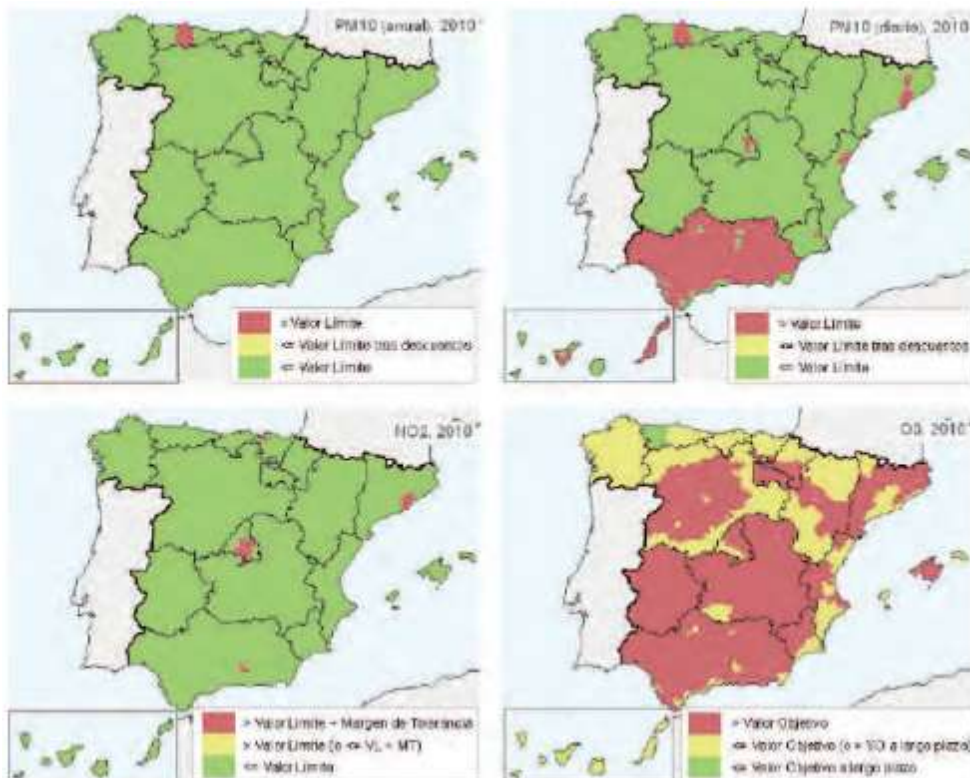 PM10 (anual), 2010
> Valor Límite
<= Valor Límite tras descuentos
<= Valor Límite
PM10 (diario), 2010
> Valor Límite
<= Valor Límite tras descuentos
<= Valor Límite
NO2, 2010
> Valor Límite + Margen de Tolerancia
> Valor Límite (o <= VL + MT)
<= Valor Límite
O3, 2010
> Valor Objetivo
<= Valor Objetivo (o > VO a largo plazo)
<= Valor Objetivo a largo plazo